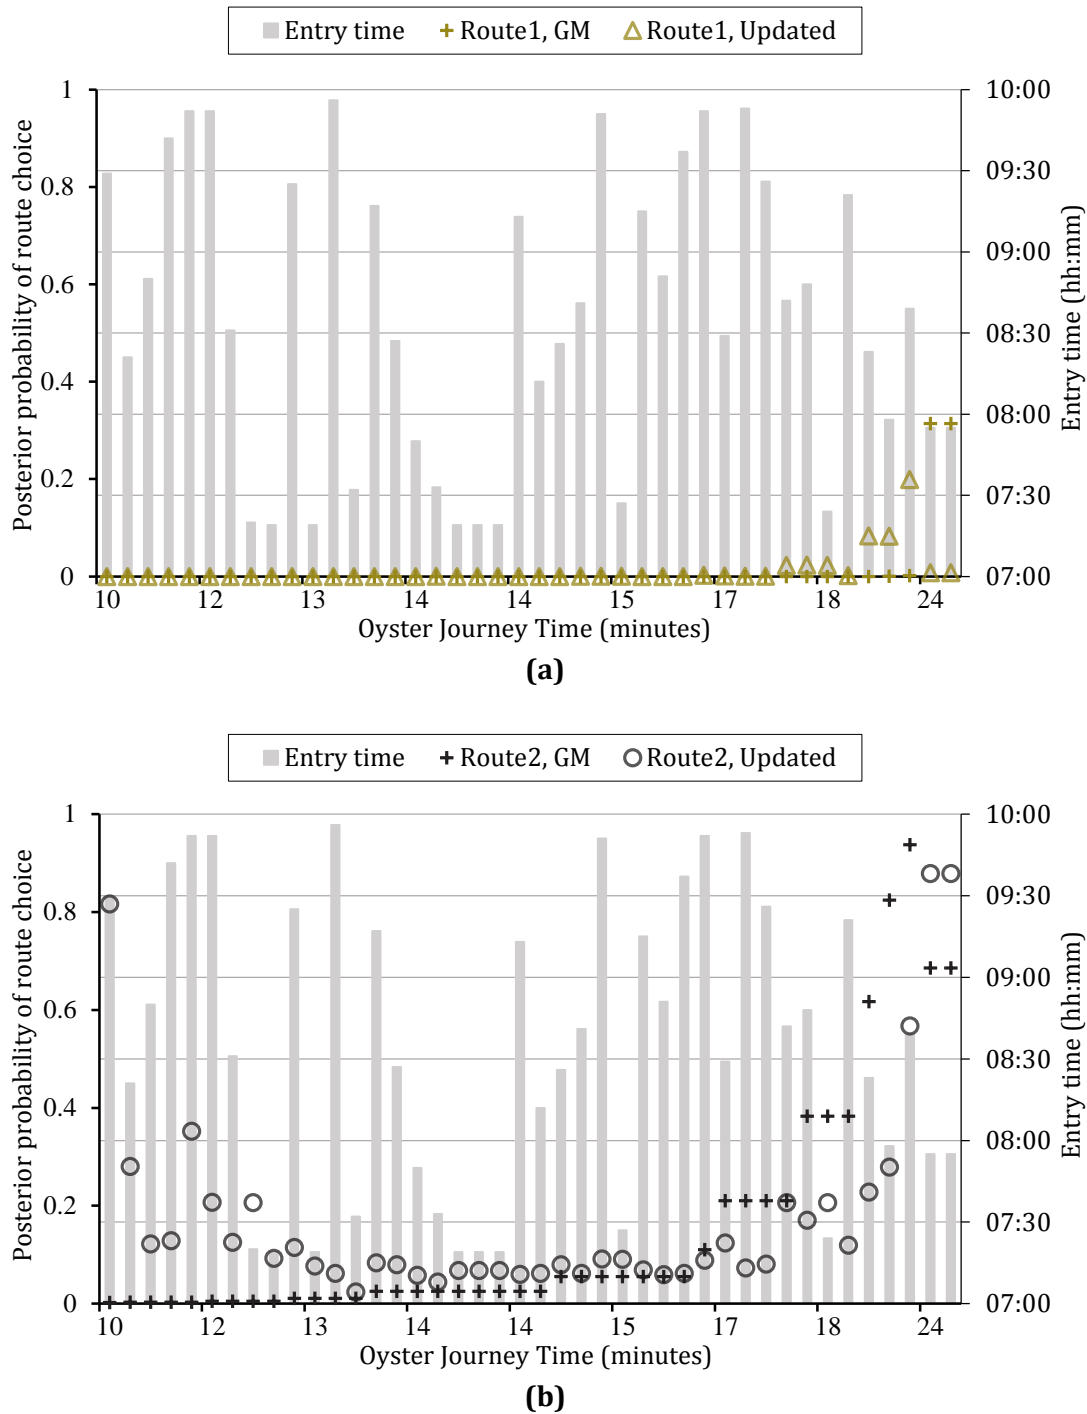 Entry time Route1, GM Route1, Updated
1 10:00
0.8 09:30
09:00
0.6
08:30
0.4
08:00
0.2 07:30
0 07:00
Posterior probability of route choice
Entry time (hh:mm)
10 12 13 14 14 15 17 18 24
Oyster Journey Time (minutes)
(a)
Entry time Route2, GM Route2, Updated
1 10:00
0.8 09:30
09:00
0.6
08:30
0.4
08:00
0.2 07:30
0 07:00
Posterior probability of route choice
Entry time (hh:mm)
10 12 13 14 14 15 17 18 24
Oyster Journey Time (minutes)
(b)